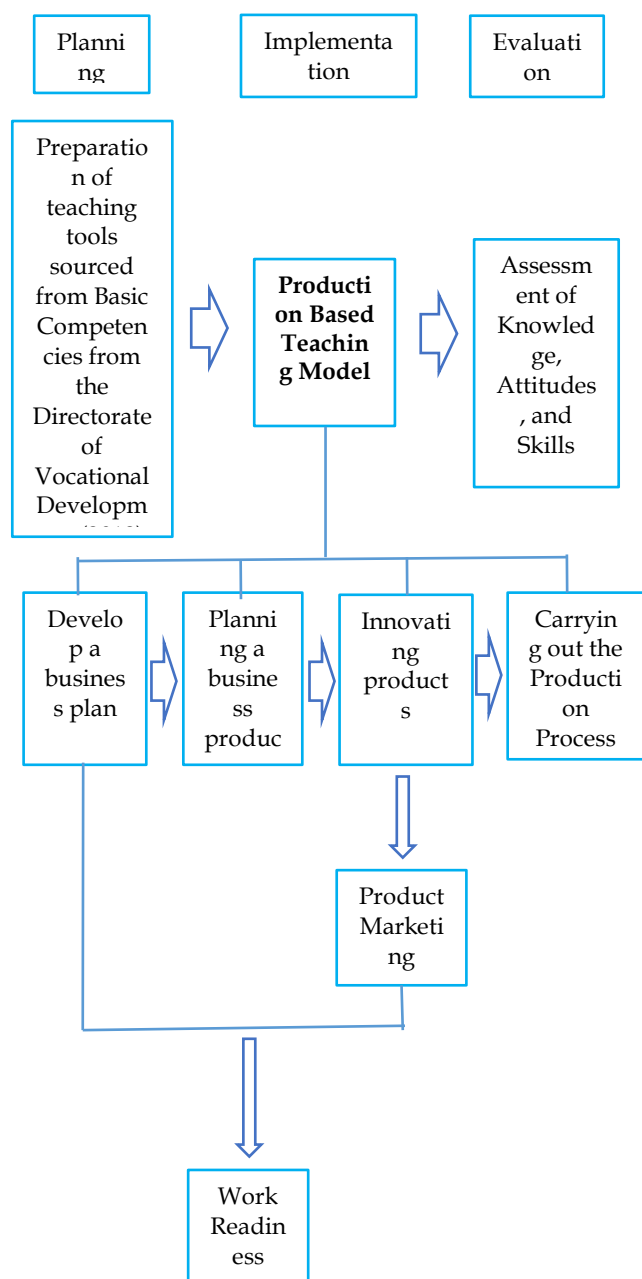 Planni
ng
Implementa
tion
Evaluati
on
Preparatio
n of
teaching
tools
sourced
from Basic
Competen
cies from
the
Directorate
of
Vocational
Developm
Producti
on Based
Teachin
g Model
Assessm
ent of
Knowled
ge,
Attitudes
, and
Skills
Develo
p a
busines
s plan
Planni
ng a
busine
ss
produc
Innovati
ng
product
s
Carryin
g out the
Producti
on
Process
Product
Marketi
ng
Work
Readin
ess